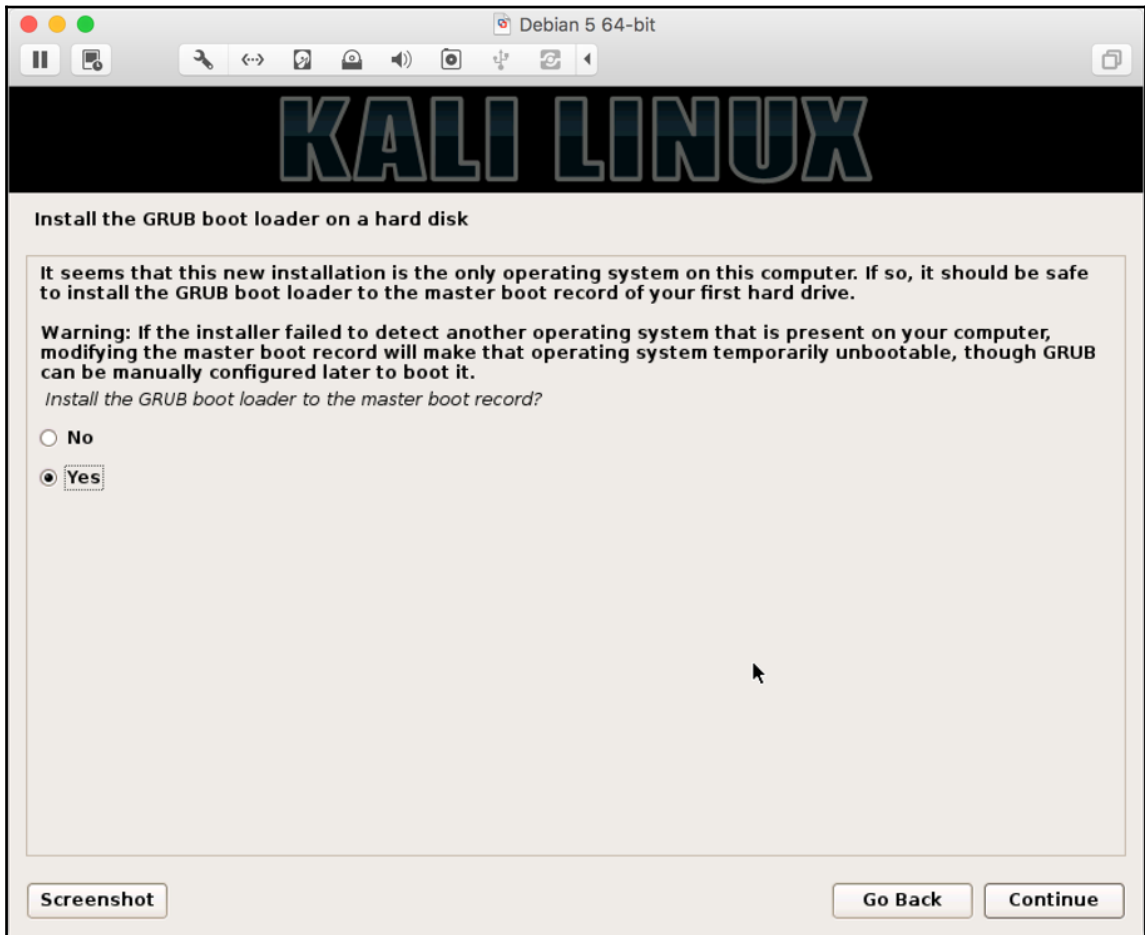 Debian 5 64-bit
KALI LINUX
Install the GRUB boot loader on a hard disk
It seems that this new installation is the only operating system on this computer. If so, it should be safe
to install the GRUB boot loader to the master boot record of your first hard drive.
Warning: If the installer failed to detect another operating system that is present on your computer,
modifying the master boot record will make that operating system temporarily unbootable, though GRUB
can be manually configured later to boot it.
Install the GRUB boot loader to the master boot record?
No
Yes
Screenshot Go Back Continue